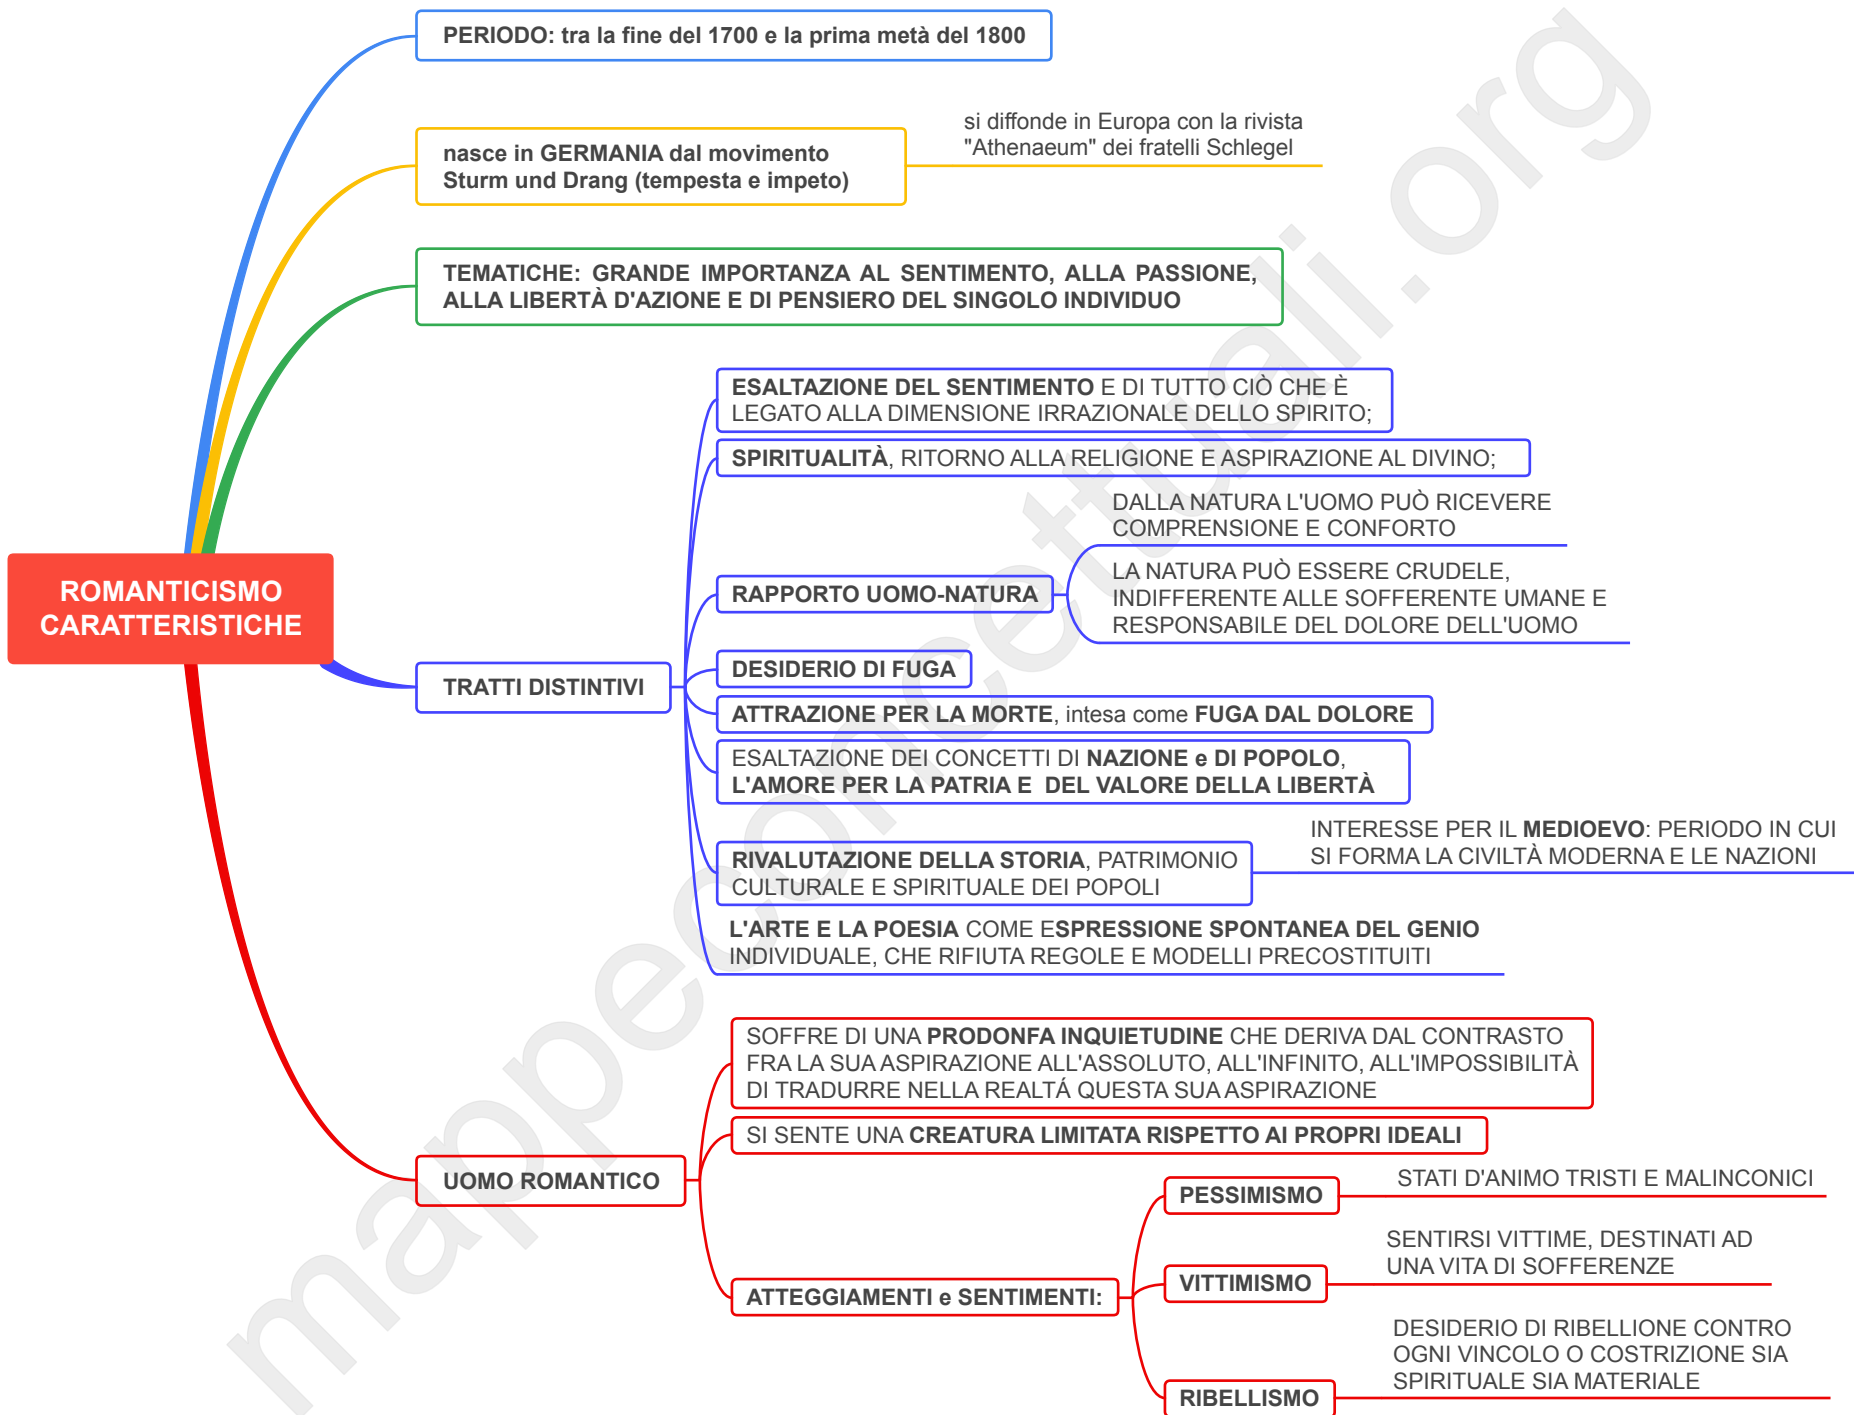 PERIODO: tra la fine del 1700 e la prima metà del 1800
nasce in GERMANIA dal movimento
Sturm und Drang (tempesta e impeto)
si diffonde in Europa con la rivista
"Athenaeum" dei fratelli Schlegel
TEMATICHE: GRANDE IMPORTANZA AL SENTIMENTO, ALLA PASSIONE,
ALLA LIBERTÀ D'AZIONE E DI PENSIERO DEL SINGOLO INDIVIDUO
ROMANTICISMO
CARATTERISTICHE
TRATTI DISTINTIVI
ESALTAZIONE DEL SENTIMENTO E DI TUTTO CIÒ CHE È
LEGATO ALLA DIMENSIONE IRRAZIONALE DELLO SPIRITO;
SPIRITUALITÀ, RITORNO ALLA RELIGIONE E ASPIRAZIONE AL DIVINO;
RAPPORTO UOMO-NATURA
DALLA NATURA L'UOMO PUÒ RICEVERE
COMPRENSIONE E CONFORTO
LA NATURA PUÒ ESSERE CRUDELE,
INDIFFERENTE ALLE SOFFERENTE UMANE E
RESPONSABILE DEL DOLORE DELL'UOMO
DESIDERIO DI FUGA
ATTRAZIONE PER LA MORTE, intesa come FUGA DAL DOLORE
ESALTAZIONE DEI CONCETTI DI NAZIONE e DI POPOLO,
L'AMORE PER LA PATRIA E DEL VALORE DELLA LIBERTÀ
RIVALUTAZIONE DELLA STORIA, PATRIMONIO
CULTURALE E SPIRITUALE DEI POPOLI
INTERESSE PER IL MEDIOEVO: PERIODO IN CUI
SI FORMA LA CIVILTÀ MODERNA E LE NAZIONI
L'ARTE E LA POESIA COME ESPRESSIONE SPONTANEA DEL GENIO
INDIVIDUALE, CHE RIFIUTA REGOLE E MODELLI PRECOSTITUITI
UOMO ROMANTICO
SOFFRE DI UNA PRODONFA INQUIETUDINE CHE DERIVA DAL CONTRASTO
FRA LA SUA ASPIRAZIONE ALL'ASSOLUTO, ALL'INFINITO, ALL'IMPOSSIBILITÀ
DI TRADURRE NELLA REALTÁ QUESTA SUA ASPIRAZIONE
SI SENTE UNA CREATURA LIMITATA RISPETTO AI PROPRI IDEALI
ATTEGGIAMENTI e SENTIMENTI:
PESSIMISMO
STATI D'ANIMO TRISTI E MALINCONICI
VITTIMISMO
SENTIRSI VITTIME, DESTINATI AD
UNA VITA DI SOFFERENZE
RIBELLISMO
DESIDERIO DI RIBELLIONE CONTRO
OGNI VINCOLO O COSTRIZIONE SIA
SPIRITUALE SIA MATERIALE
mappeconcettuali.org